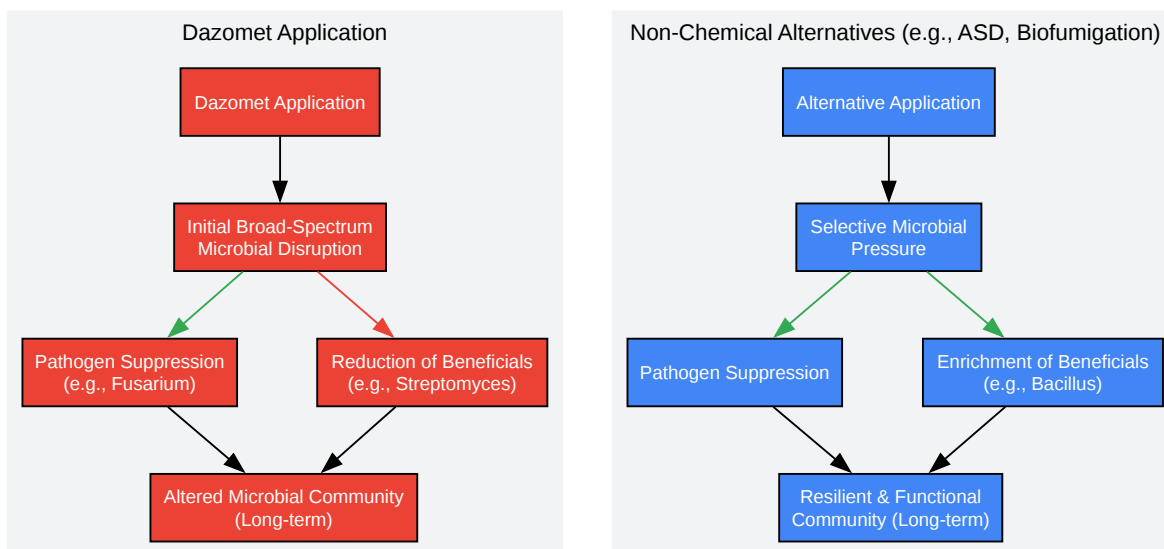 Dazomet Application
Dazomet Application
Initial Broad-Spectrum
Microbial Disruption
Pathogen Suppression
(e.g., Fusarium)
Reduction of Beneficials
(e.g., Streptomyces)
Altered Microbial Community
(Long-term)
Non-Chemical Alternatives (e.g., ASD, Biofumigation)
Alternative Application
Selective Microbial
Pressure
Pathogen Suppression
Enrichment of Beneficials
(e.g., Bacillus)
Resilient & Functional
Community (Long-term)